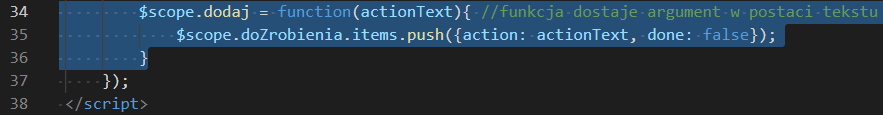 34 $scope.dodaj = function(actionText){ //funkcja dostaje argument w postaci tekstu
35 $scope.doZrobienia.items.push({action: actionText, done: false});
36 }
37 });
38 </script>